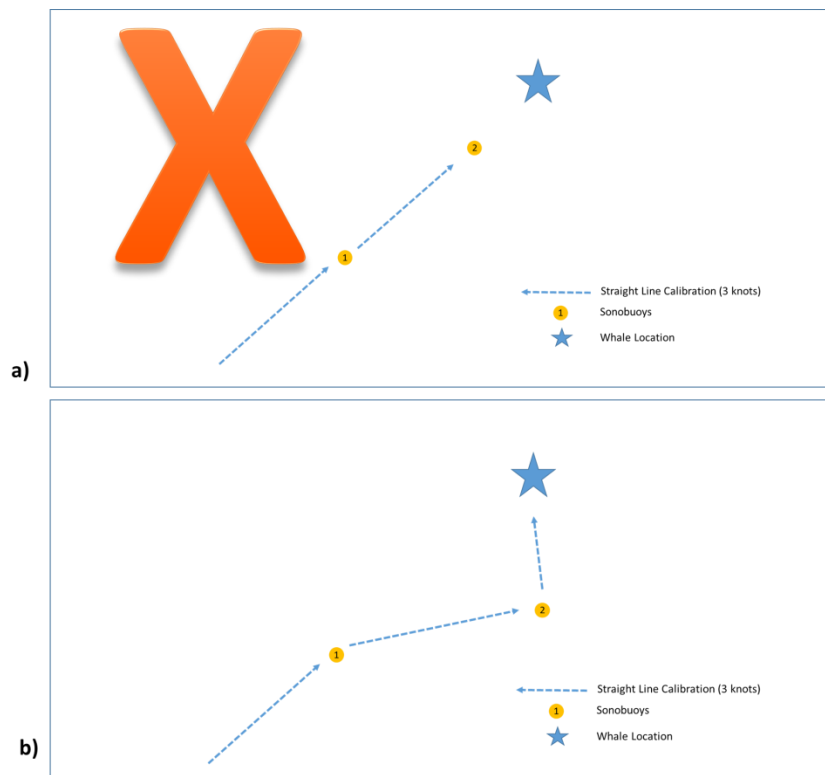 X
2
1
Straight Line Calibration (3 knots)
1 Sonobuoys
Whale Location
a)
2
1
Straight Line Calibration (3 knots)
1 Sonobuoys
Whale Location
b)